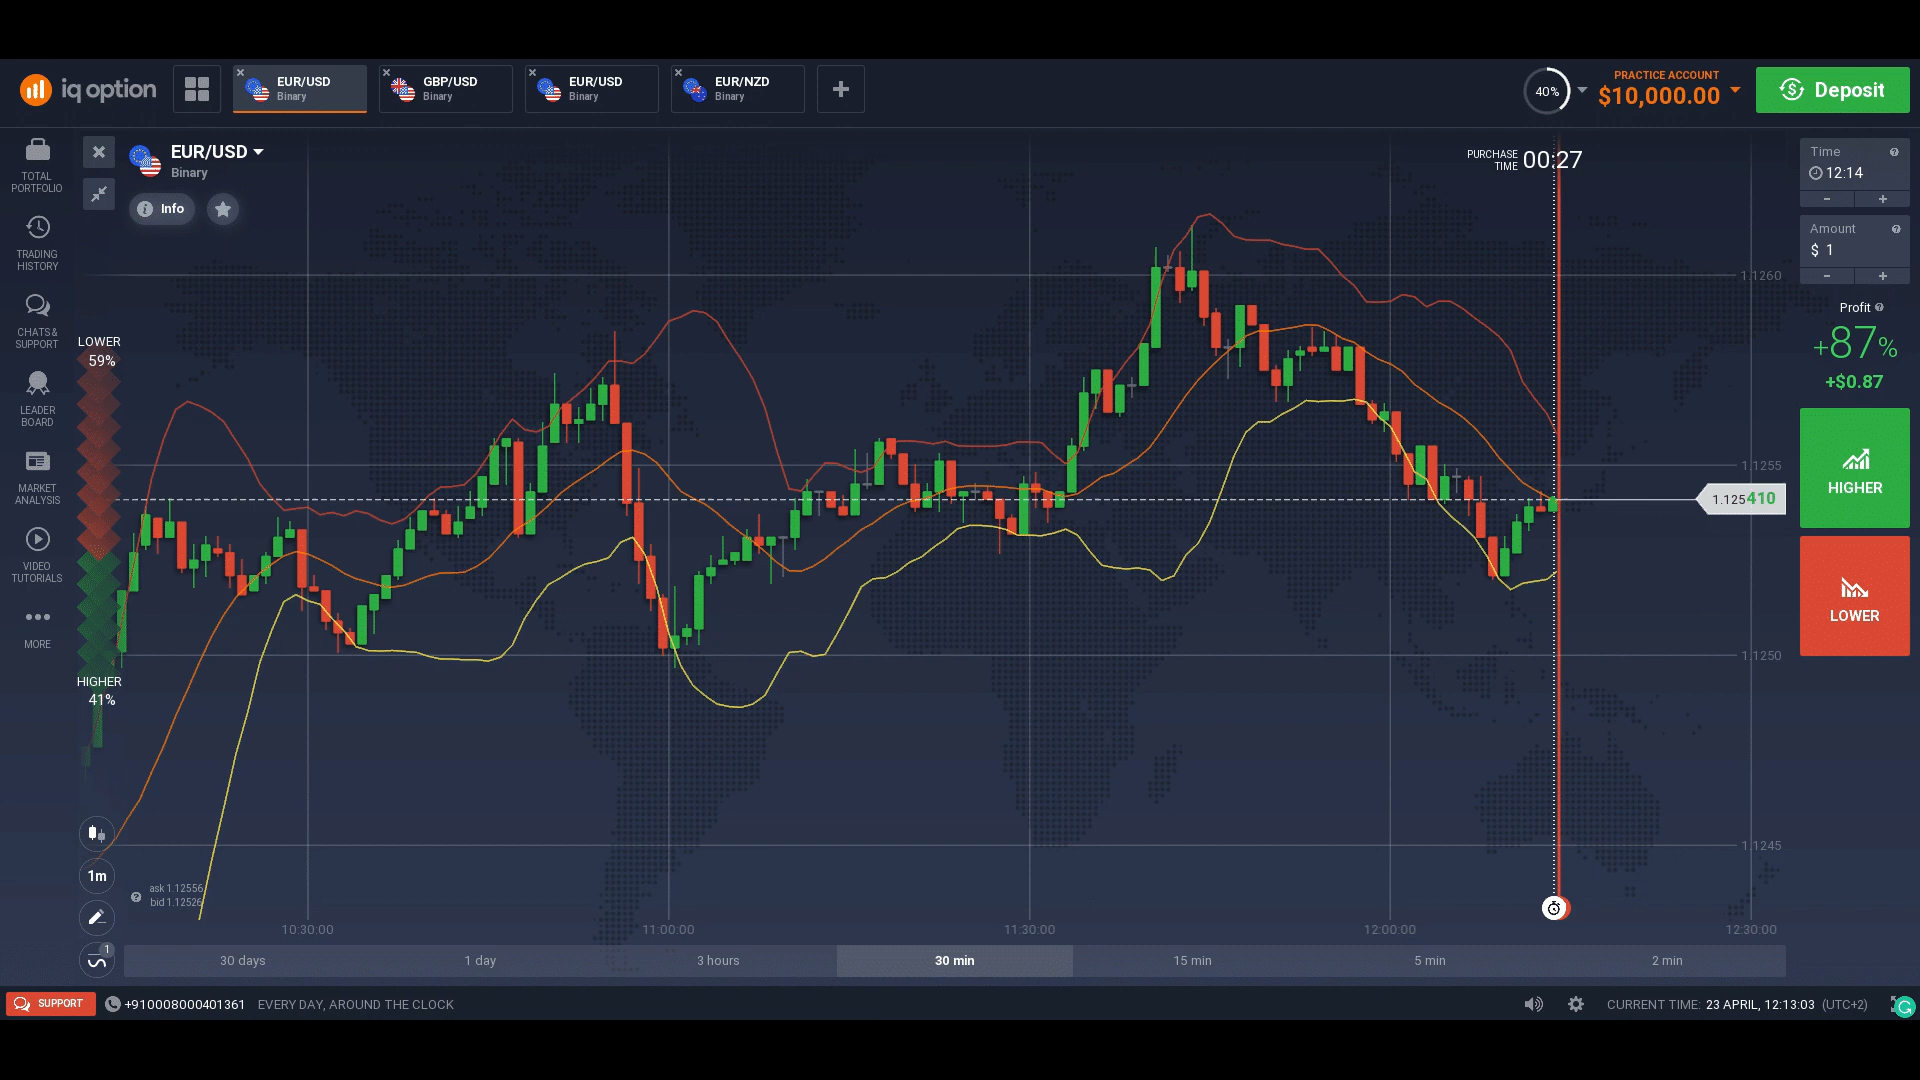 iq option
EUR/USD
Binary
GBP/USD
Binary
EUR/USD
Binary
EUR/NZD
Binary
+
40%
PRACTICE ACCOUNT
$10,000.00
Deposit
TOTAL
PORTFOLIO
TRADING
HISTORY
CHATS &
SUPPORT
LEADER
BOARD
MARKET
ANALYSIS
VIDEO
TUTORIALS
MORE
EUR/USD
Binary
Info
PURCHASE
TIME
00:27
LOWER
59%
HIGHER
41%
1.1260
1.1255
1.125410
1.1250
1.1245
Time
12:14
- +
Amount
$ 1
- +
Profit
+87%
+$0.87
HIGHER
LOWER
1m
1
ask 1.12556
bid 1.12526
10:30:00
11:00:00
11:30:00
12:00:00
12:30:00
30 days
1 day
3 hours
30 min
15 min
5 min
2 min
SUPPORT
+910008000401361
EVERY DAY, AROUND THE CLOCK
CURRENT TIME: 23 APRIL, 12:13:03 (UTC+2)